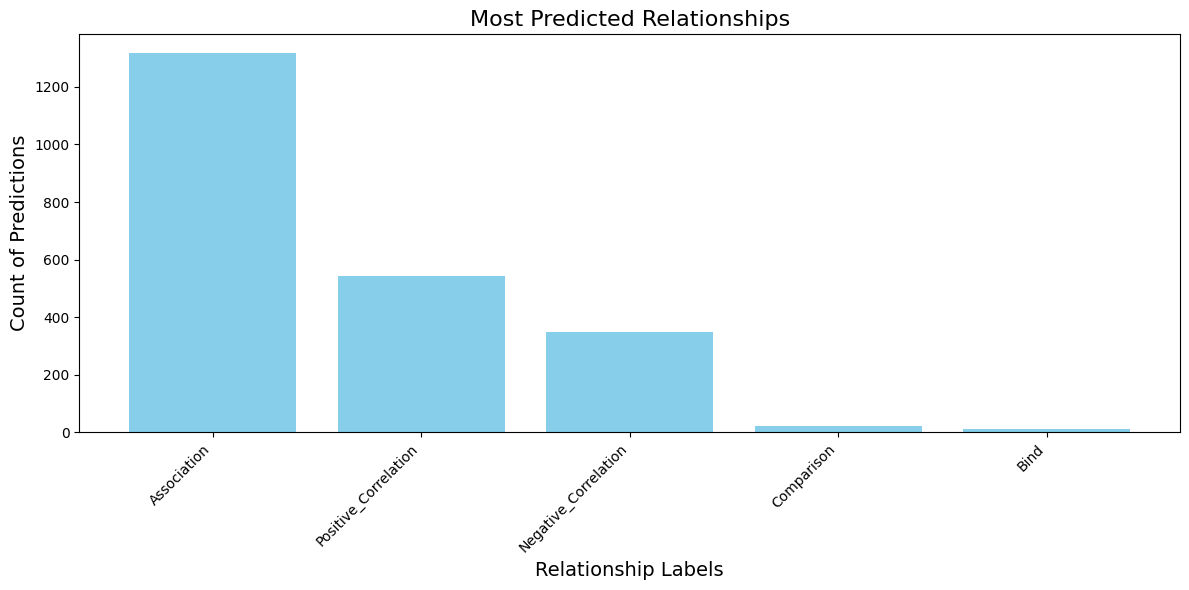 Most Predicted Relationships
Count of Predictions
1200
1000
800
600
400
200
0
Association
Positive_Correlation
Negative_Correlation
Comparison
Bind
Relationship Labels